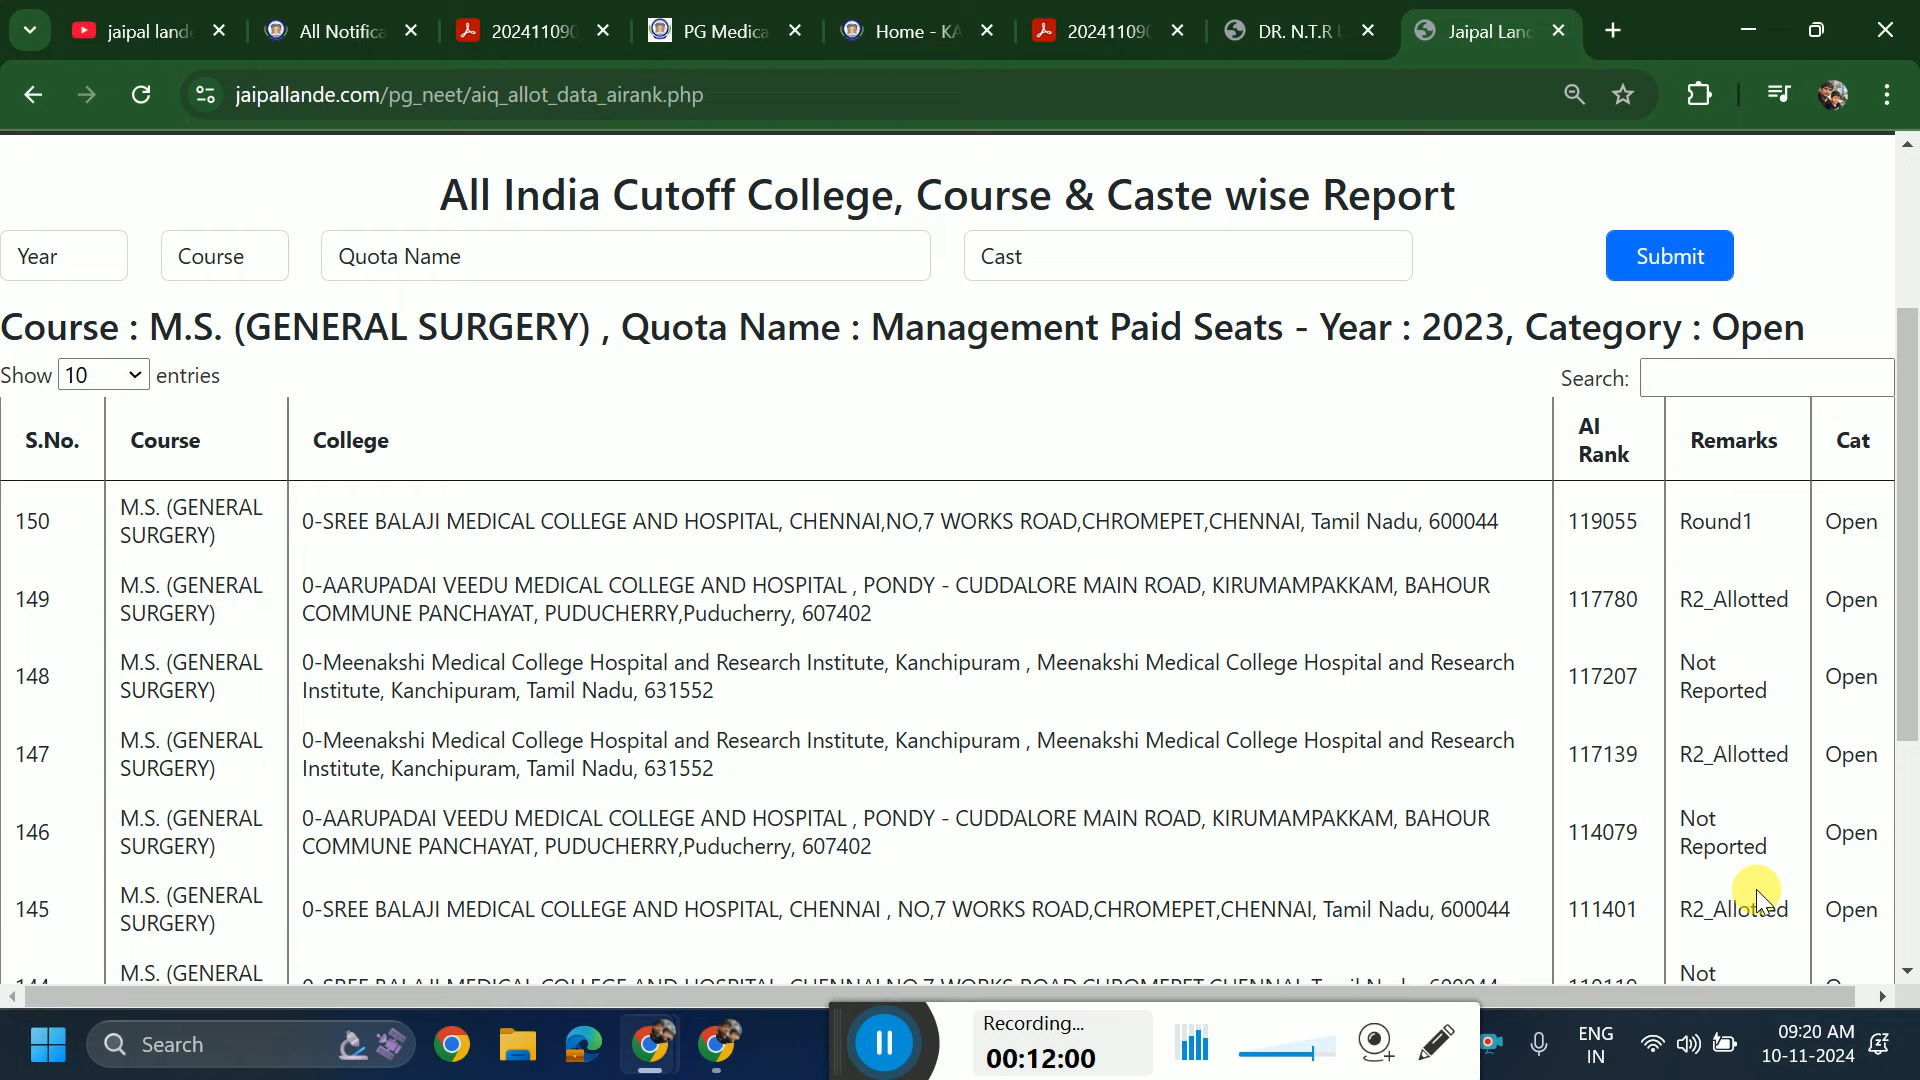 jaipal lande
All Notifica
202411090
PG Medica
Home - KA
202411090
DR. N.T.R U
Jaipal Land
jaipallande.com/pg_neet/aiq_allot_data_airank.php
All India Cutoff College, Course & Caste wise Report
Year
Course
Quota Name
Cast
Submit
Course : M.S. (GENERAL SURGERY) , Quota Name : Management Paid Seats - Year : 2023, Category : Open
Show 10 entries
Search:
S.No. Course College AI Rank Remarks Cat
150 M.S. (GENERAL SURGERY) 0-SREE BALAJI MEDICAL COLLEGE AND HOSPITAL, CHENNAI,NO,7 WORKS ROAD,CHROMEPET,CHENNAI, Tamil Nadu, 600044 119055 Round1 Open
149 M.S. (GENERAL SURGERY) 0-AARUPADAI VEEDU MEDICAL COLLEGE AND HOSPITAL , PONDY - CUDDALORE MAIN ROAD, KIRUMAMPAKKAM, BAHOUR COMMUNE PANCHAYAT, PUDUCHERRY,Puducherry, 607402 117780 R2_Allotted Open
148 M.S. (GENERAL SURGERY) 0-Meenakshi Medical College Hospital and Research Institute, Kanchipuram , Meenakshi Medical College Hospital and Research Institute, Kanchipuram, Tamil Nadu, 631552 117207 Not Reported Open
147 M.S. (GENERAL SURGERY) 0-Meenakshi Medical College Hospital and Research Institute, Kanchipuram , Meenakshi Medical College Hospital and Research Institute, Kanchipuram, Tamil Nadu, 631552 117139 R2_Allotted Open
146 M.S. (GENERAL SURGERY) 0-AARUPADAI VEEDU MEDICAL COLLEGE AND HOSPITAL , PONDY - CUDDALORE MAIN ROAD, KIRUMAMPAKKAM, BAHOUR COMMUNE PANCHAYAT, PUDUCHERRY,Puducherry, 607402 114079 Not Reported Open
145 M.S. (GENERAL SURGERY) 0-SREE BALAJI MEDICAL COLLEGE AND HOSPITAL, CHENNAI , NO,7 WORKS ROAD,CHROMEPET,CHENNAI, Tamil Nadu, 600044 111401 R2_Allotted Open
M.S. (GENERAL Not
Search
Recording...
00:12:00
ENG
IN
09:20 AM
10-11-2024